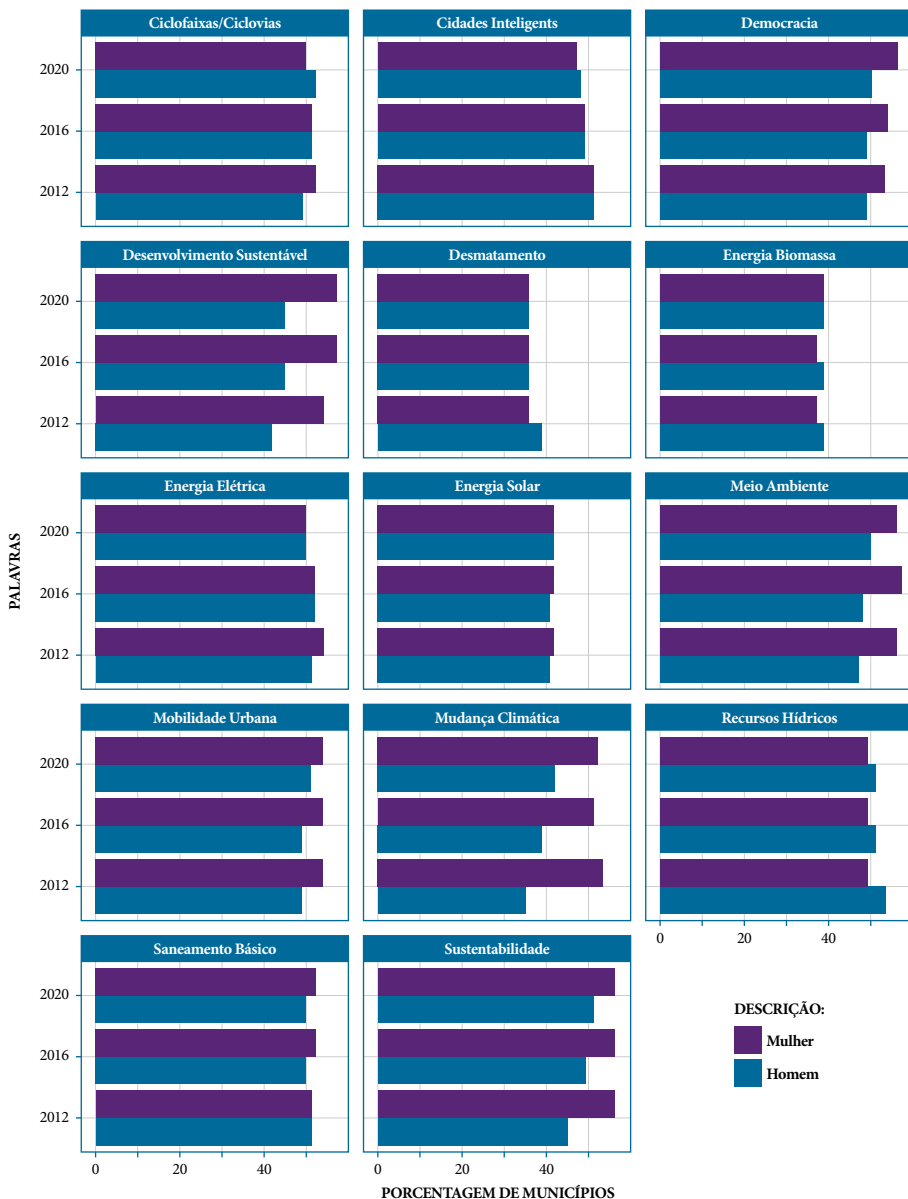 Ciclofaixas/Ciclovias
Cidades Inteligents
Democracia
2020
2016
2012
Desenvolvimento Sustentável
Desmatamento
Energia Biomassa
2020
2016
2012
Energia Elétrica
Energia Solar
Meio Ambiente
2020
2016
2012
PALAVRAS
Mobilidade Urbana
Mudança Climática
Recursos Hídricos
2020
2016
2012
0 20 40
Saneamento Básico
Sustentabilidade
2020
2016
2012
0 20 40
0 20 40
PORCENTAGEM DE MUNICÍPIOS
DESCRIÇÃO:
Mulher
Homem